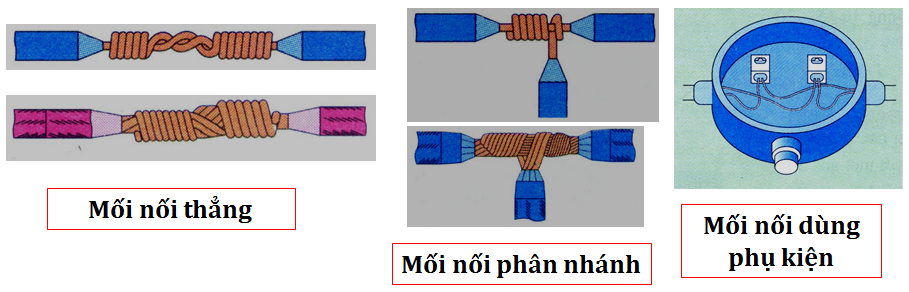 Mối nối thẳng
Mối nối phân nhánh
Mối nối dùng
phụ kiện